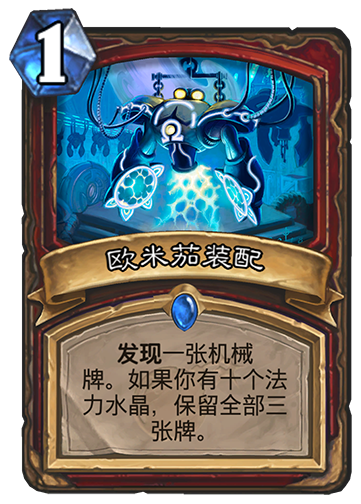 1
Ω
欧米茄装配
发现一张机械
牌。如果你有十个法
力水晶，保留全部三
张牌。